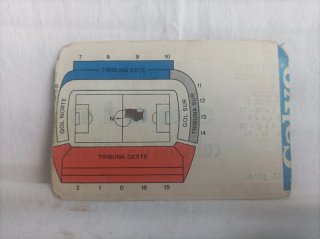 7 8 9 10
TRIBUNA ESTE
11
12
13
14
GOL NORTE
N
GOL SUR
TRIBUNA SUR
TRIBUNA OESTE
2 1 0 16 15